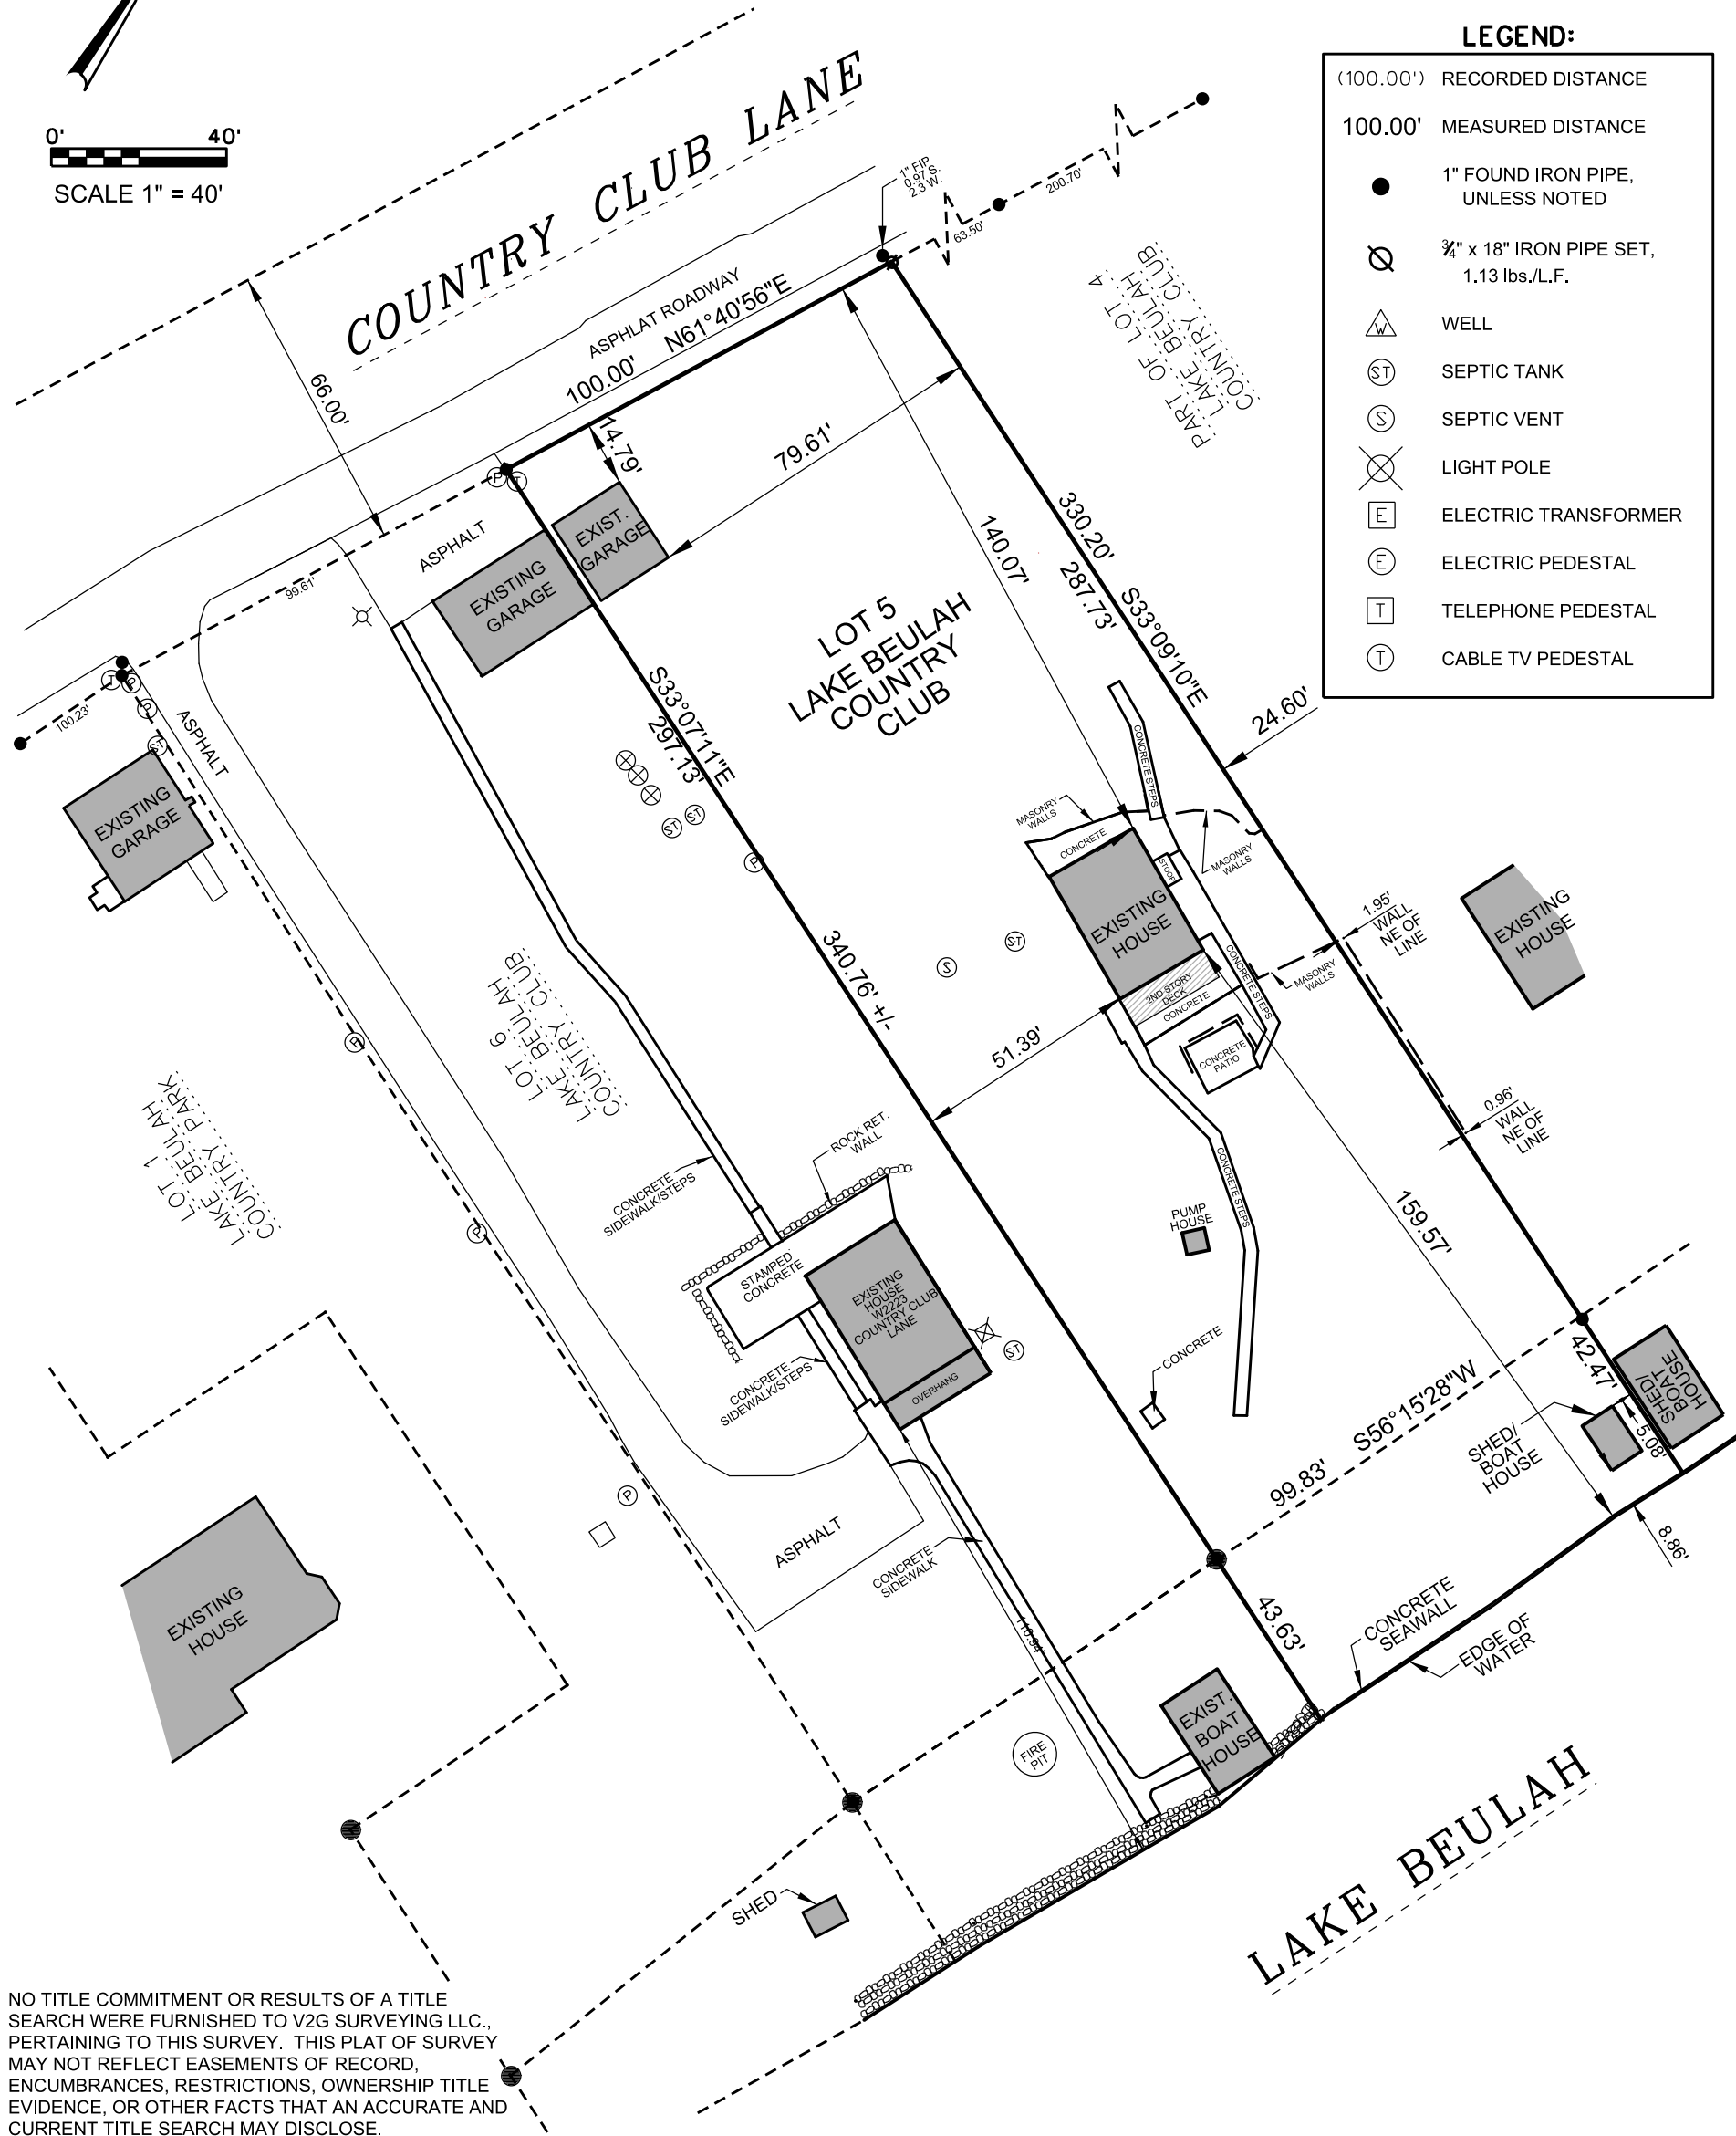 LEGEND:
(100.00') RECORDED DISTANCE
100.00' MEASURED DISTANCE
1" FOUND IRON PIPE,
UNLESS NOTED
¾" x 18" IRON PIPE SET,
1.13 lbs./L.F.
W WELL
ST SEPTIC TANK
S SEPTIC VENT
LIGHT POLE
E ELECTRIC TRANSFORMER
E ELECTRIC PEDESTAL
T TELEPHONE PEDESTAL
T CABLE TV PEDESTAL
0' 40'
SCALE 1" = 40'
COUNTRY CLUB LANE
1" FIP
0.97 S.
2.3 W.
200.70'
63.50'
ASPHLAT ROADWAY
100.00' N61°40'56"E
66.00'
14.79'
79.61'
PART OF LOT 4
LAKE BEULAH
COUNTRY CLUB
P
T
ASPHALT
EXIST.
GARAGE
EXISTING
GARAGE
99.61'
100.23'
T
P
P
ST
ASPHALT
EXISTING
GARAGE
LOT 5
LAKE BEULAH
COUNTRY
CLUB
140.07'
330.20'
287.73'
S33°09'10"E
24.60'
S33°07'11"E
297.13'
340.76' +/-
ST
ST
P
CONCRETE STEPS
MASONRY
WALLS
CONCRETE
STOOP
MASONRY
WALLS
EXISTING
HOUSE
1.95'
WALL
NE OF
LINE
EXISTING
HOUSE
ST
S
2ND STORY
DECK
CONCRETE
CONCRETE STEPS
MASONRY
WALLS
CONCRETE
PATIO
51.39'
0.96'
WALL
NE OF
LINE
LOT 6
LAKE BEULAH
COUNTRY CLUB
P
LOT 1
LAKE BEULAH
COUNTRY PARK
P
CONCRETE
SIDEWALK/STEPS
ROCK RET.
WALL
CONCRETE STEPS
PUMP
HOUSE
159.57'
STAMPED
CONCRETE
EXISTING
HOUSE
W2223
COUNTRY CLUB
LANE
OVERHANG
ST
CONCRETE
SIDEWALK/STEPS
CONCRETE
S56°15'28"W
99.83'
42.47'
SHED/
BOAT
HOUSE
SHED/
BOAT
HOUSE
5.08'
8.86'
P
ASPHALT
CONCRETE
SIDEWALK
110.94'
43.63'
CONCRETE
SEAWALL
EDGE OF
WATER
EXISTING
HOUSE
EXIST.
BOAT
HOUSE
FIRE
PIT
SHED
LAKE BEULAH
NO TITLE COMMITMENT OR RESULTS OF A TITLE
SEARCH WERE FURNISHED TO V2G SURVEYING LLC.,
PERTAINING TO THIS SURVEY. THIS PLAT OF SURVEY
MAY NOT REFLECT EASEMENTS OF RECORD,
ENCUMBRANCES, RESTRICTIONS, OWNERSHIP TITLE
EVIDENCE, OR OTHER FACTS THAT AN ACCURATE AND
CURRENT TITLE SEARCH MAY DISCLOSE.